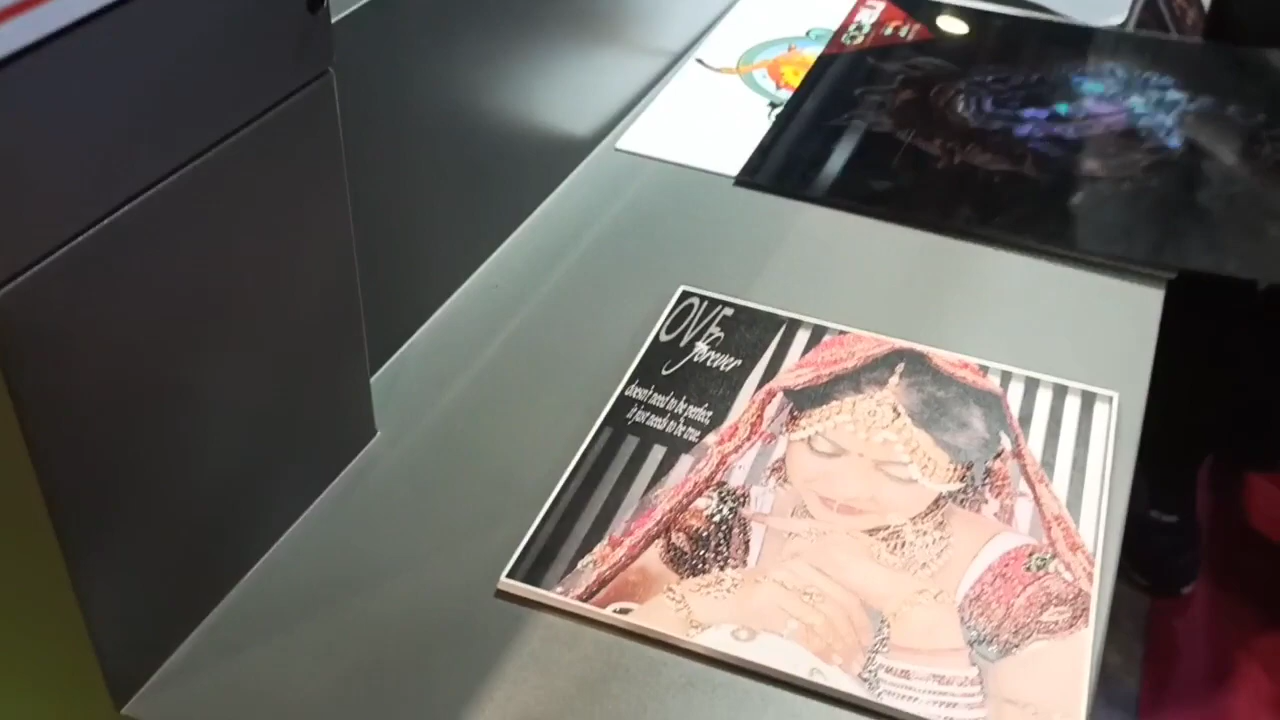 OVE
forever
doesn't need to be perfect,
it just needs to be true.